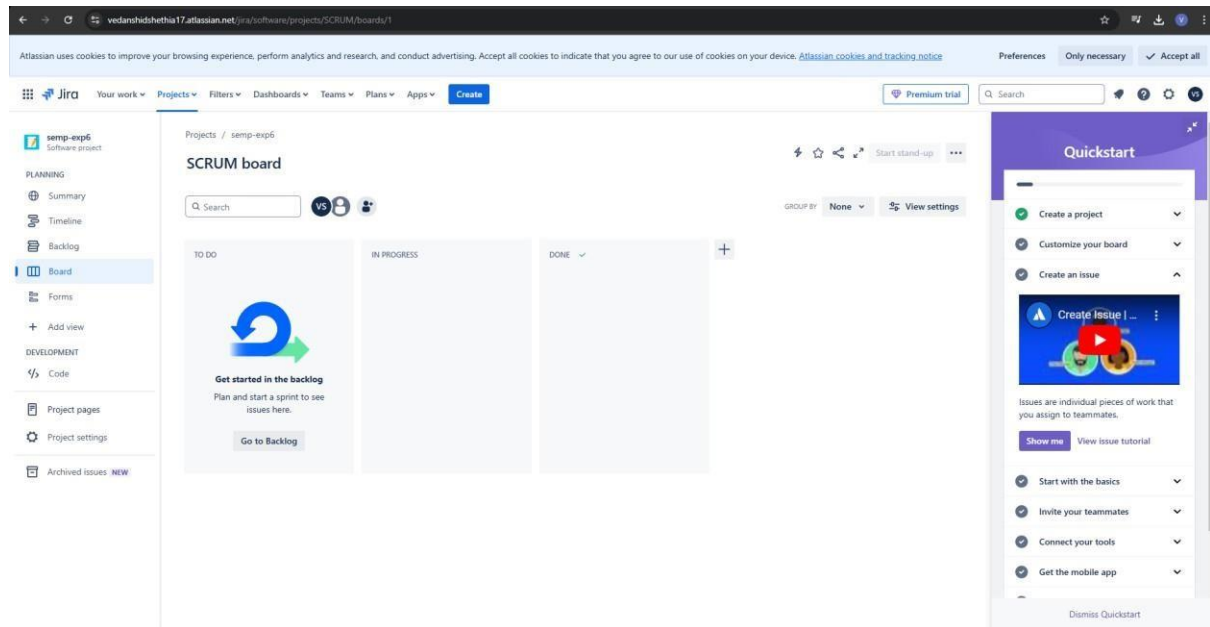 vedanshidshethia17.atlassian.net/jira/software/projects/SCRUM/boards/1
V
Atlassian uses cookies to improve your browsing experience, perform analytics and research, and conduct advertising. Accept all cookies to indicate that you agree to our use of cookies on your device. Atlassian cookies and tracking notice
Preferences
Only necessary
Accept all
Jira
Your work
Projects
Filters
Dashboards
Teams
Plans
Apps
Create
Premium trial
Search
VS
semp-exp6
Software project
PLANNING
Summary
Timeline
Backlog
Board
Forms
Add view
DEVELOPMENT
Code
Project pages
Project settings
Archived issues NEW
Projects / semp-exp6
SCRUM board
Start stand-up
Search
VS
GROUP BY None
View settings
TO DO
IN PROGRESS
DONE
Get started in the backlog
Plan and start a sprint to see
issues here.
Go to Backlog
Quickstart
Create a project
Customize your board
Create an issue
Create Issue | ...
Issues are individual pieces of work that
you assign to teammates.
Show me
View issue tutorial
Start with the basics
Invite your teammates
Connect your tools
Get the mobile app
Dismiss Quickstart